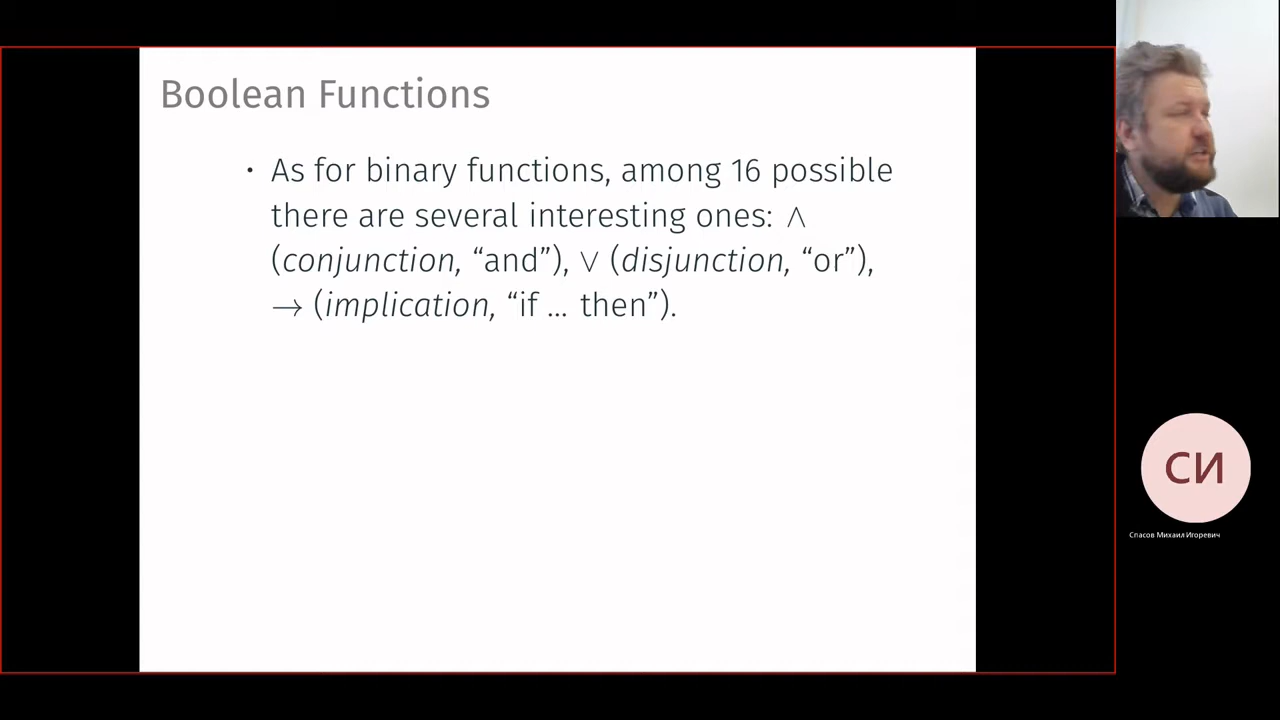 Boolean Functions
• As for binary functions, among 16 possible
there are several interesting ones: ∧
(conjunction, “and”), ∨ (disjunction, “or”),
→ (implication, “if ... then”).
СИ
Спасов Михаил Игоревич